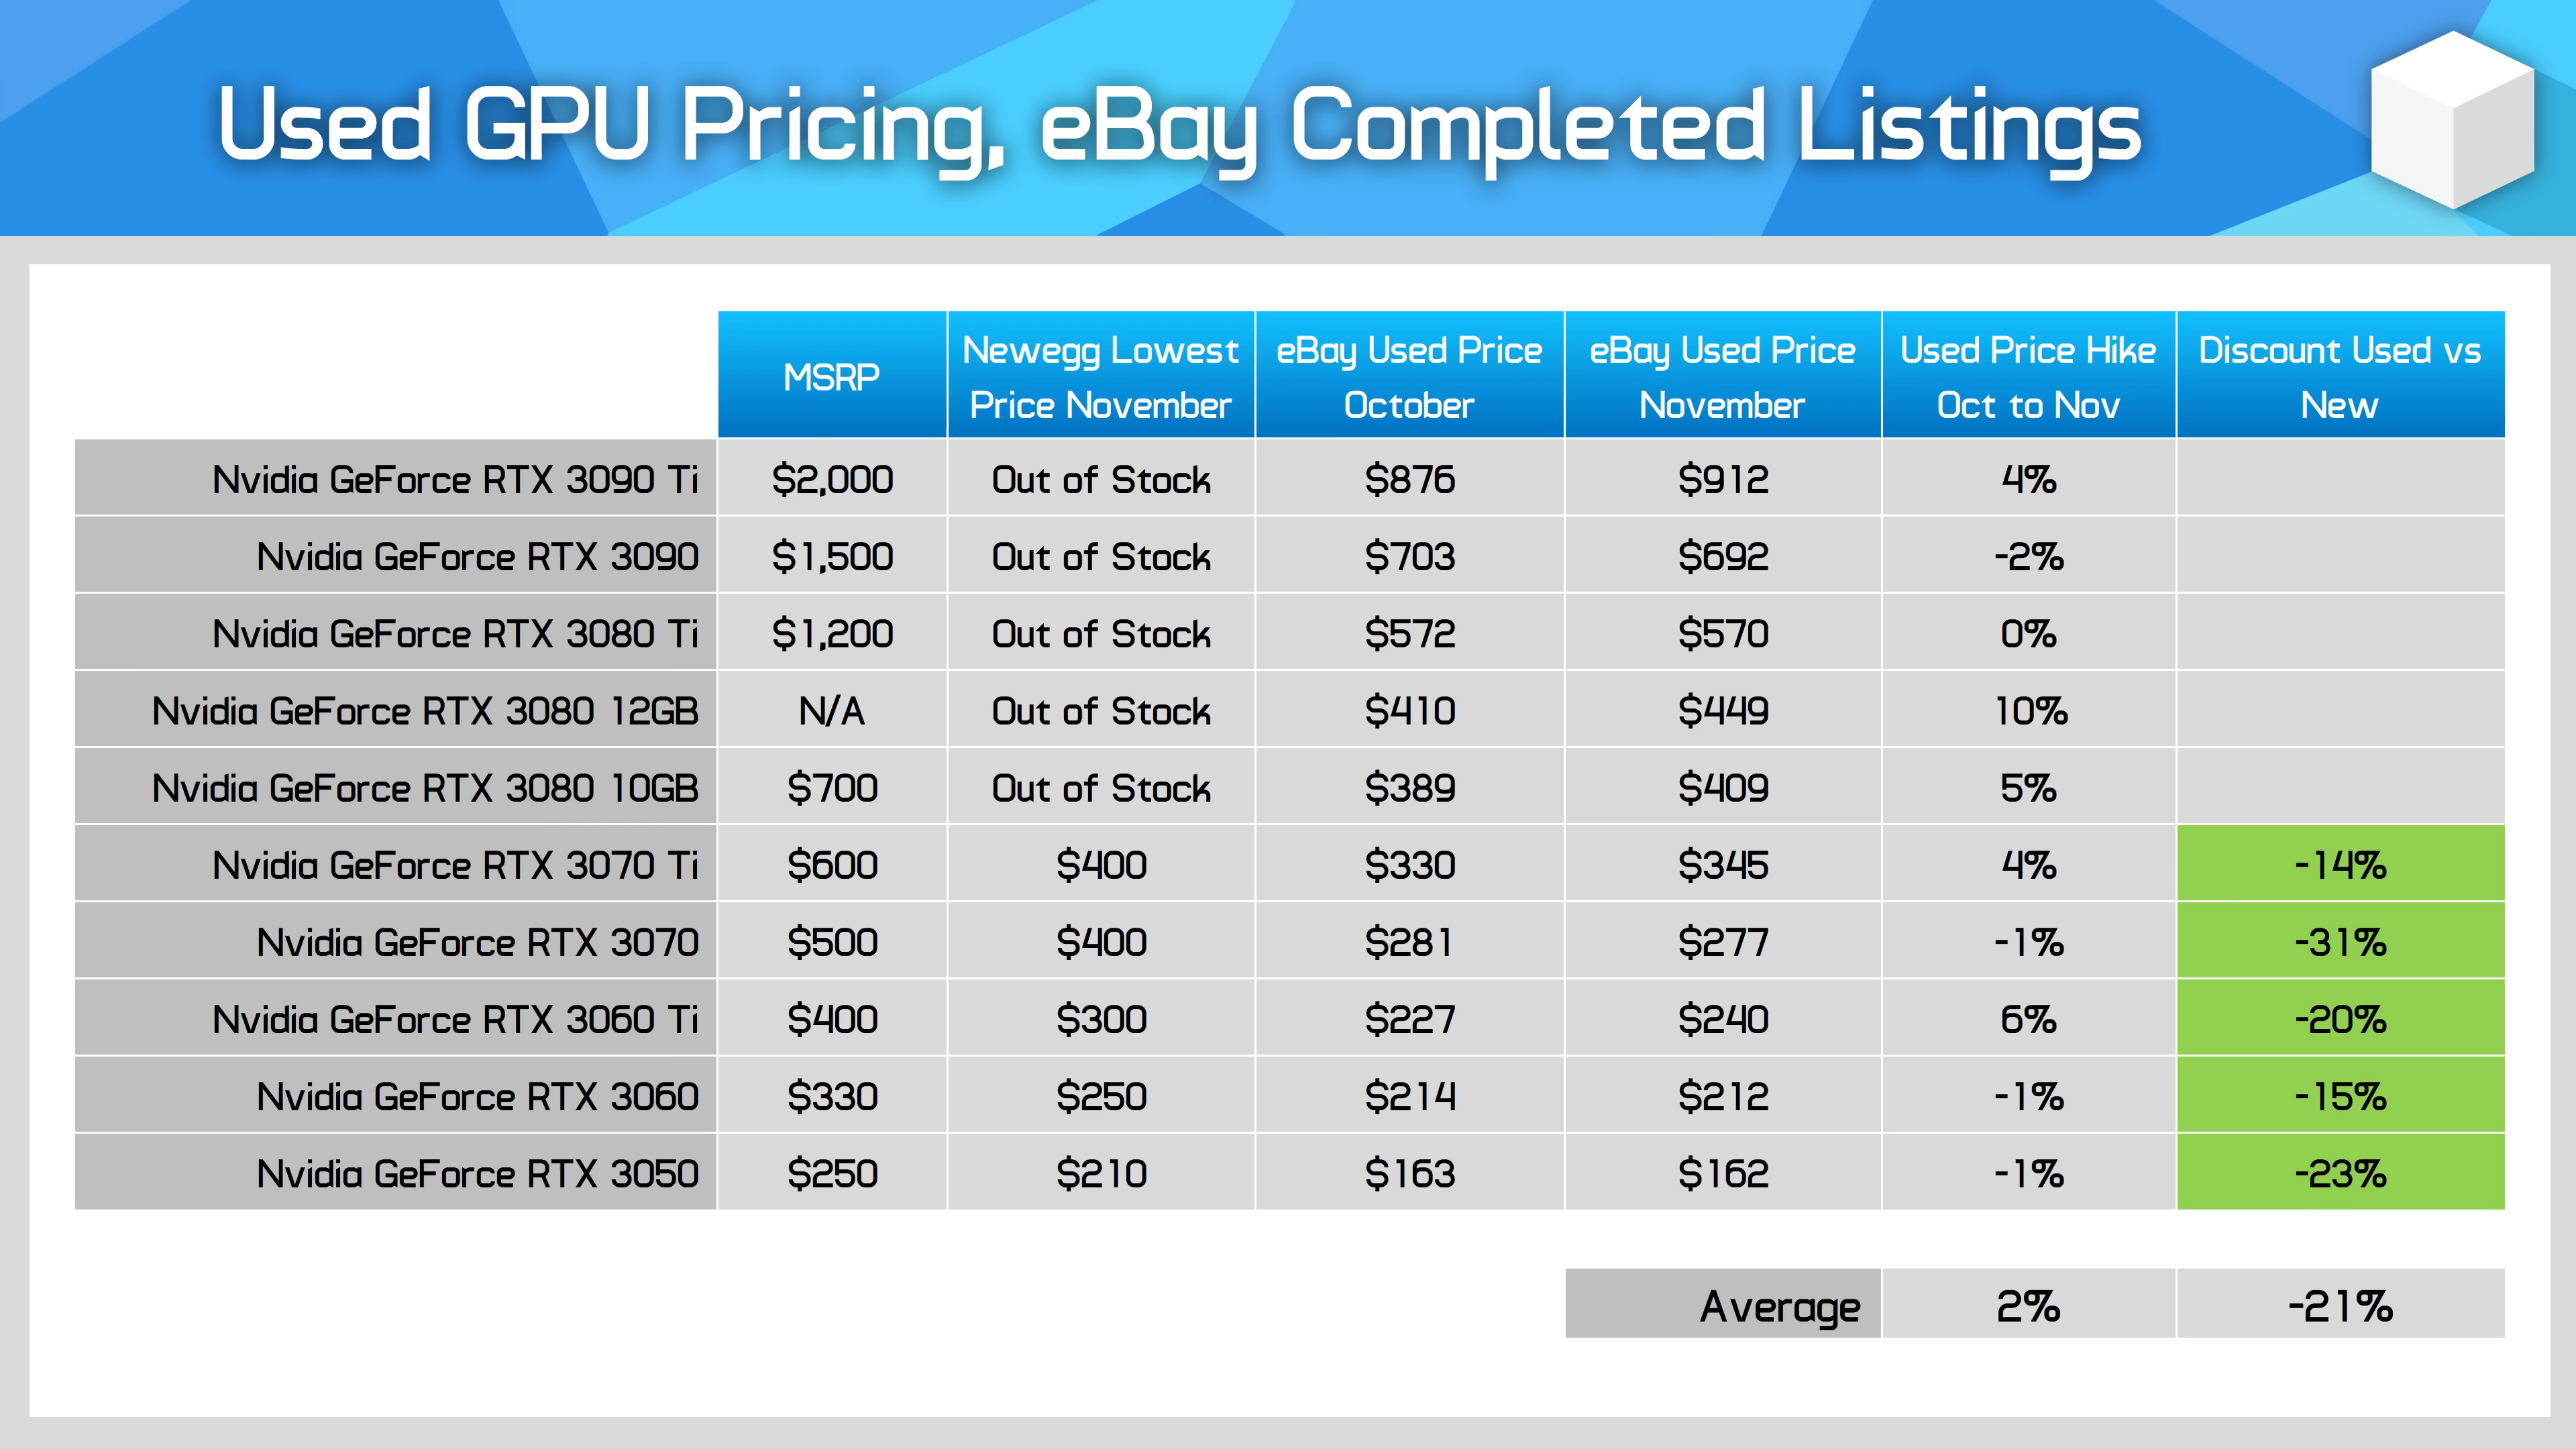 Used GPU Pricing, eBay Completed Listings
MSRP Newegg Lowest Price November eBay Used Price October eBay Used Price November Used Price Hike Oct to Nov Discount Used vs New
Nvidia GeForce RTX 3090 Ti $2,000 Out of Stock $876 $912 4%
Nvidia GeForce RTX 3090 $1,500 Out of Stock $703 $692 -2%
Nvidia GeForce RTX 3080 Ti $1,200 Out of Stock $572 $570 0%
Nvidia GeForce RTX 3080 12GB N/A Out of Stock $410 $449 10%
Nvidia GeForce RTX 3080 10GB $700 Out of Stock $389 $409 5%
Nvidia GeForce RTX 3070 Ti $600 $400 $330 $345 4% -14%
Nvidia GeForce RTX 3070 $500 $400 $281 $277 -1% -31%
Nvidia GeForce RTX 3060 Ti $400 $300 $227 $240 6% -20%
Nvidia GeForce RTX 3060 $330 $250 $214 $212 -1% -15%
Nvidia GeForce RTX 3050 $250 $210 $163 $162 -1% -23%
Average 2% -21%